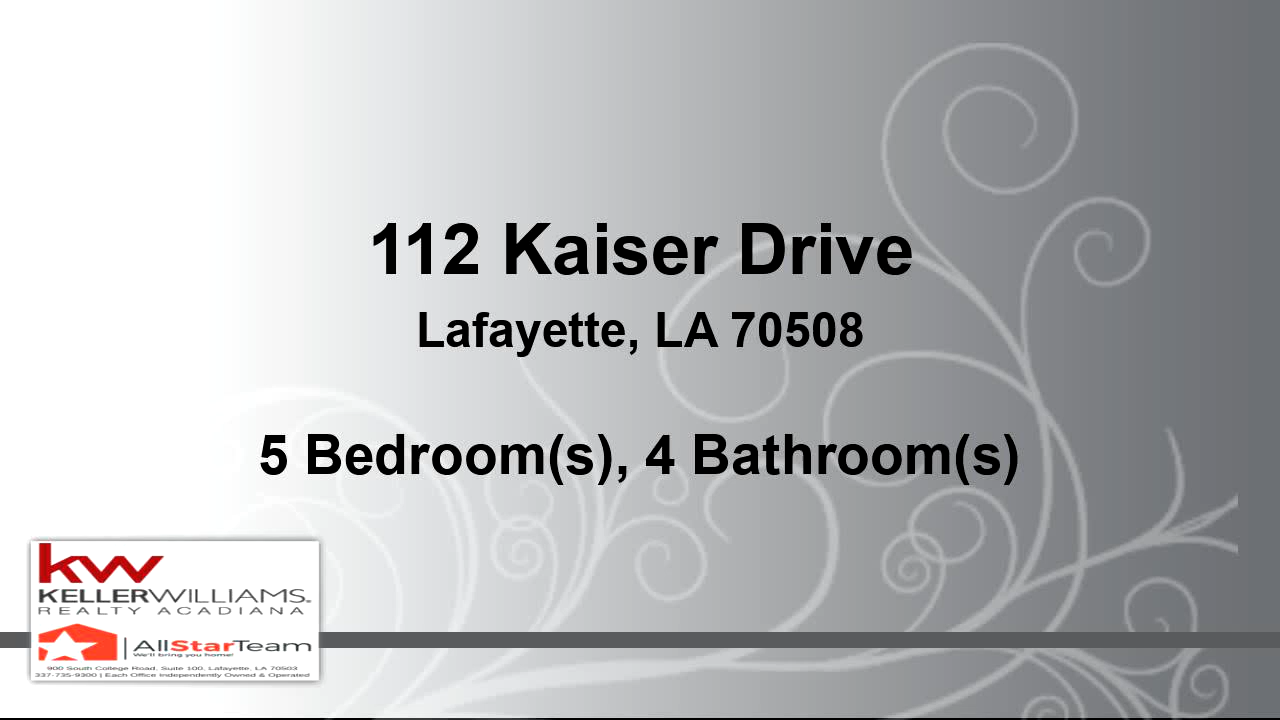 112 Kaiser Drive
Lafayette, LA 70508
5 Bedroom(s), 4 Bathroom(s)
kw
KELLERWILLIAMS.
REALTY ACADIANA
AllStarTeam
We'll bring you home!
900 South College Road, Suite 100, Lafayette, LA 70503
337-735-9300 | Each Office Independently Owned & Operated